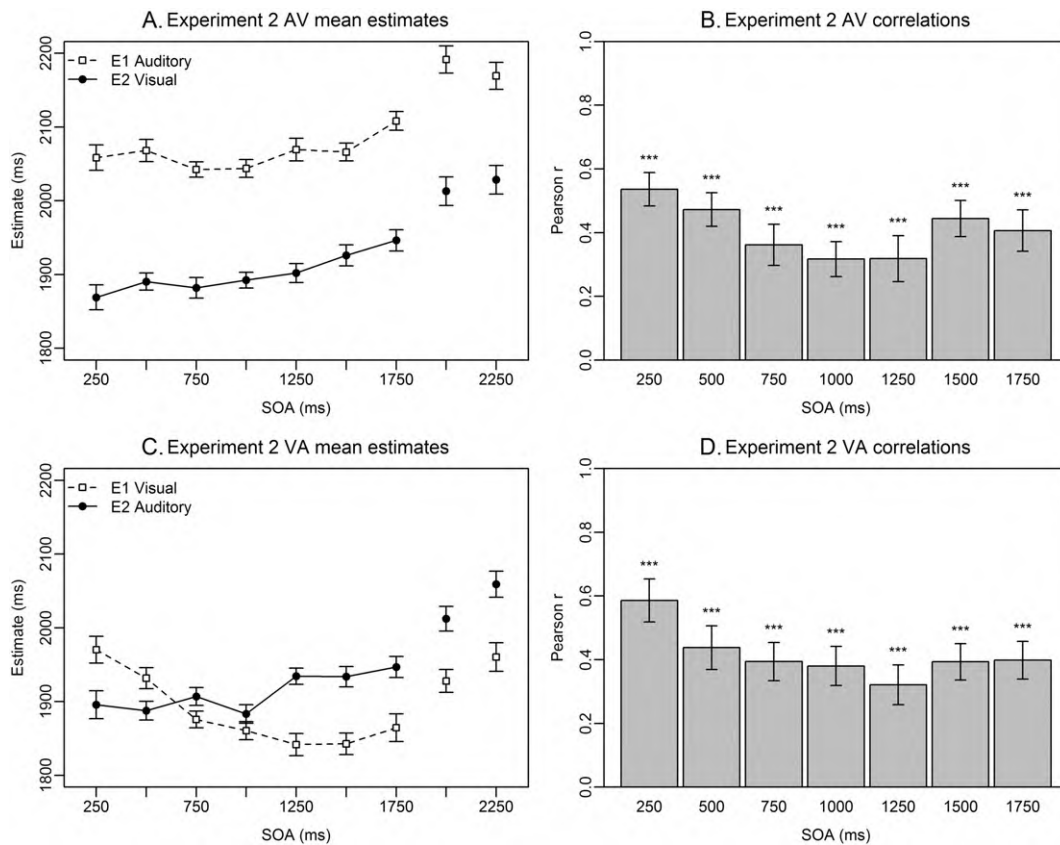 A. Experiment 2 AV mean estimates
Estimate (ms)
2200
2100
2000
1900
1800
E1 Auditory
E2 Visual
250 750 1250 1750 2250
SOA (ms)
B. Experiment 2 AV correlations
Pearson r
1.0
0.8
0.6
0.4
0.2
0.0
*** *** *** *** *** *** ***
250 500 750 1000 1250 1500 1750
SOA (ms)
C. Experiment 2 VA mean estimates
Estimate (ms)
2200
2100
2000
1900
1800
E1 Visual
E2 Auditory
250 750 1250 1750 2250
SOA (ms)
D. Experiment 2 VA correlations
Pearson r
1.0
0.8
0.6
0.4
0.2
0.0
*** *** *** *** *** *** ***
250 500 750 1000 1250 1500 1750
SOA (ms)